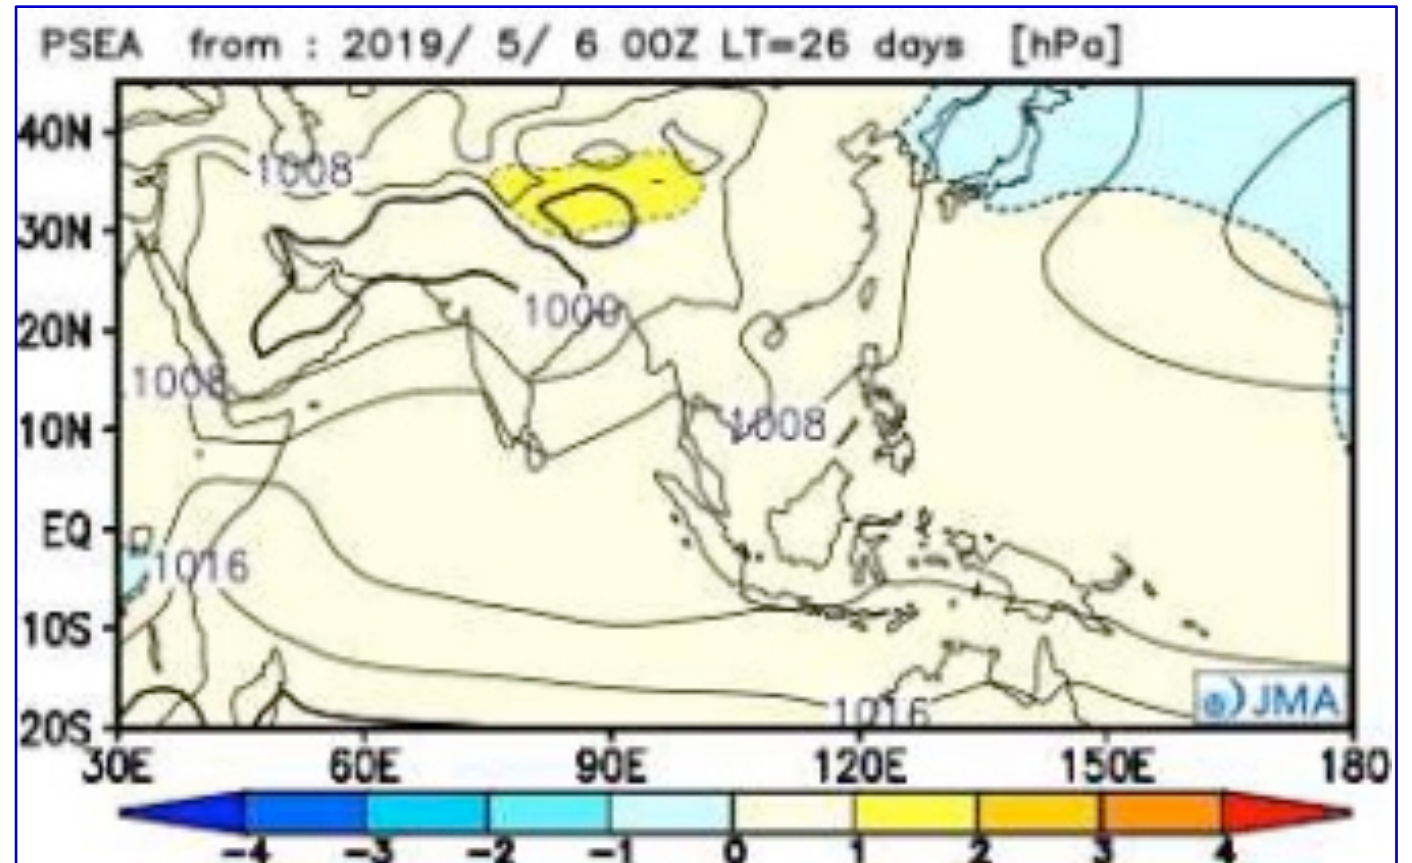 PSEA from : 2019/ 5/ 6 00Z LT=26 days [hPa]
40N
1008
30N
1000
20N
1008
1008
10N
EQ
1016
10S
1016
JMA
20S
30E 60E 90E 120E 150E 180
-4 -3 -2 -1 0 1 2 3 4